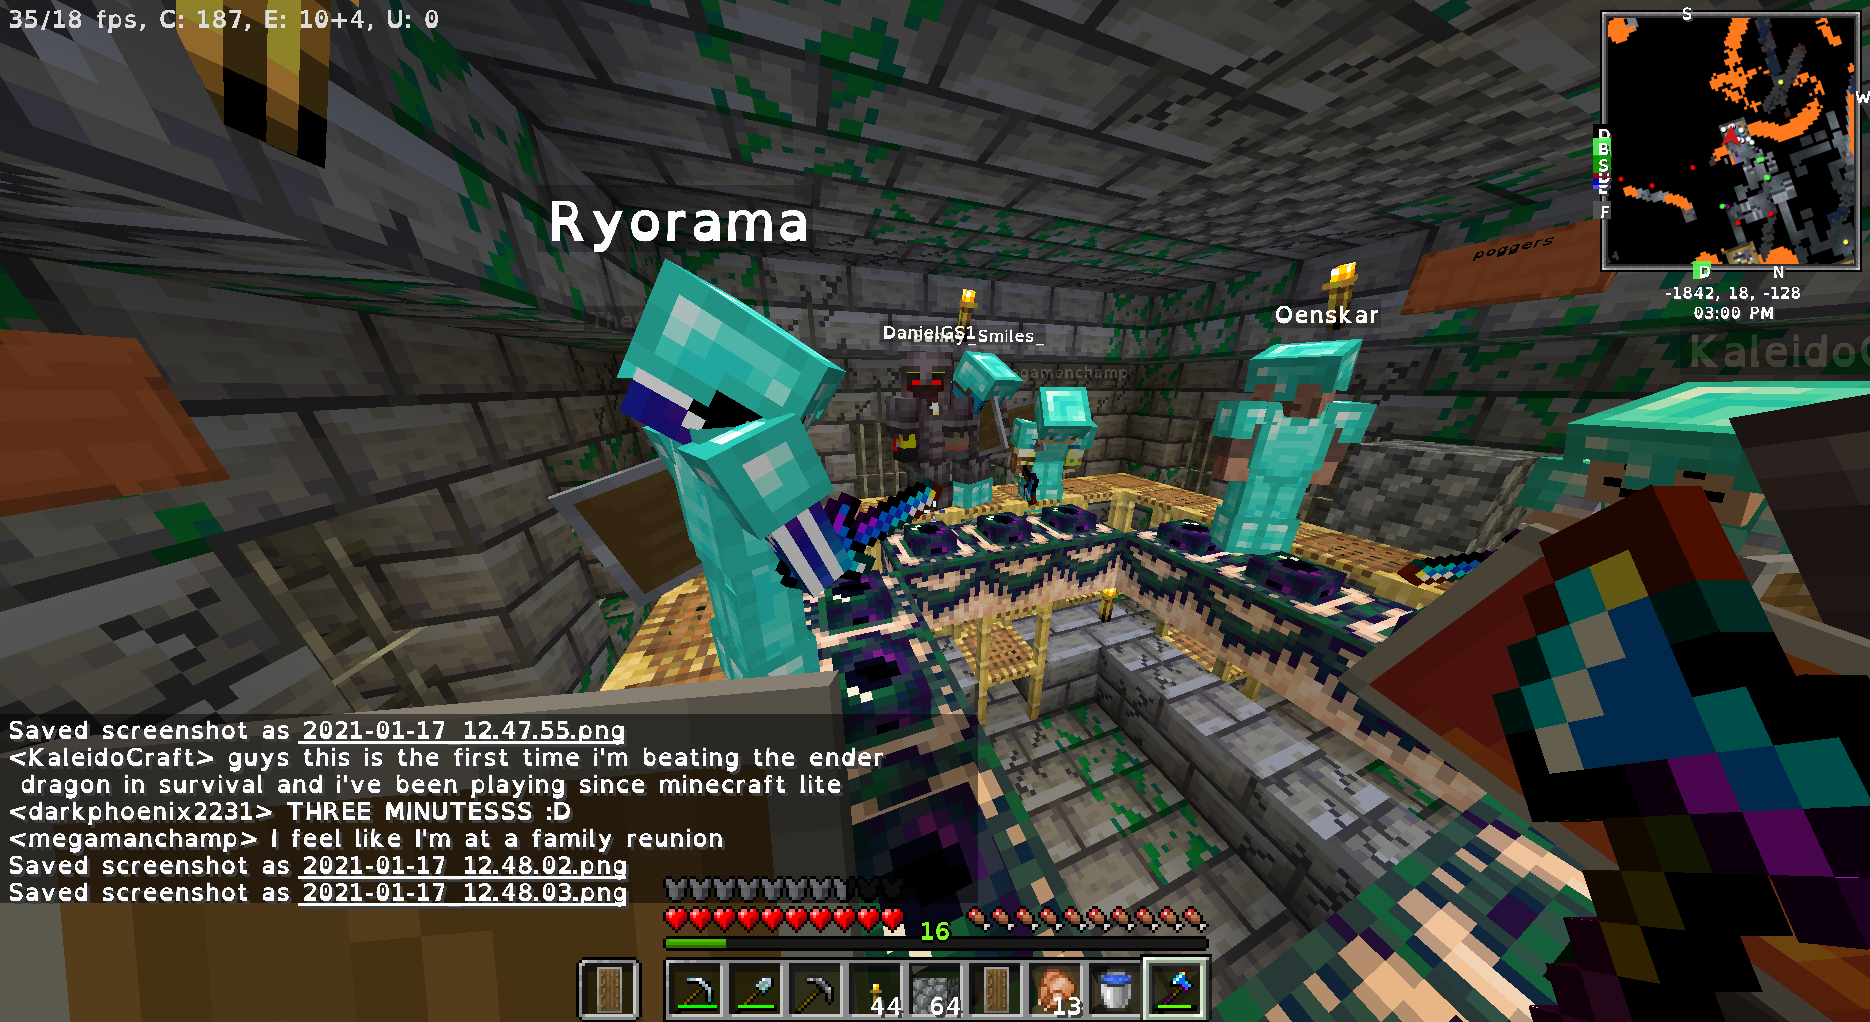 35/18 fps, C: 187, E: 10+4, U: 0
S
W
D
B
S
F
D N
-1842, 18, -128
03:00 PM
poggers
Ryorama
DanielGS1
_Smiles_
Oenskar
gamanchamp
Kaleido
Saved screenshot as 2021-01-17_12.47.55.png
<KaleidoCraft> guys this is the first time i'm beating the ender
dragon in survival and i've been playing since minecraft lite
<darkphoenix2231> THREE MINUTESSS :D
<megamanchamp> I feel like I'm at a family reunion
Saved screenshot as 2021-01-17_12.48.02.png
Saved screenshot as 2021-01-17_12.48.03.png
16
44 64 13